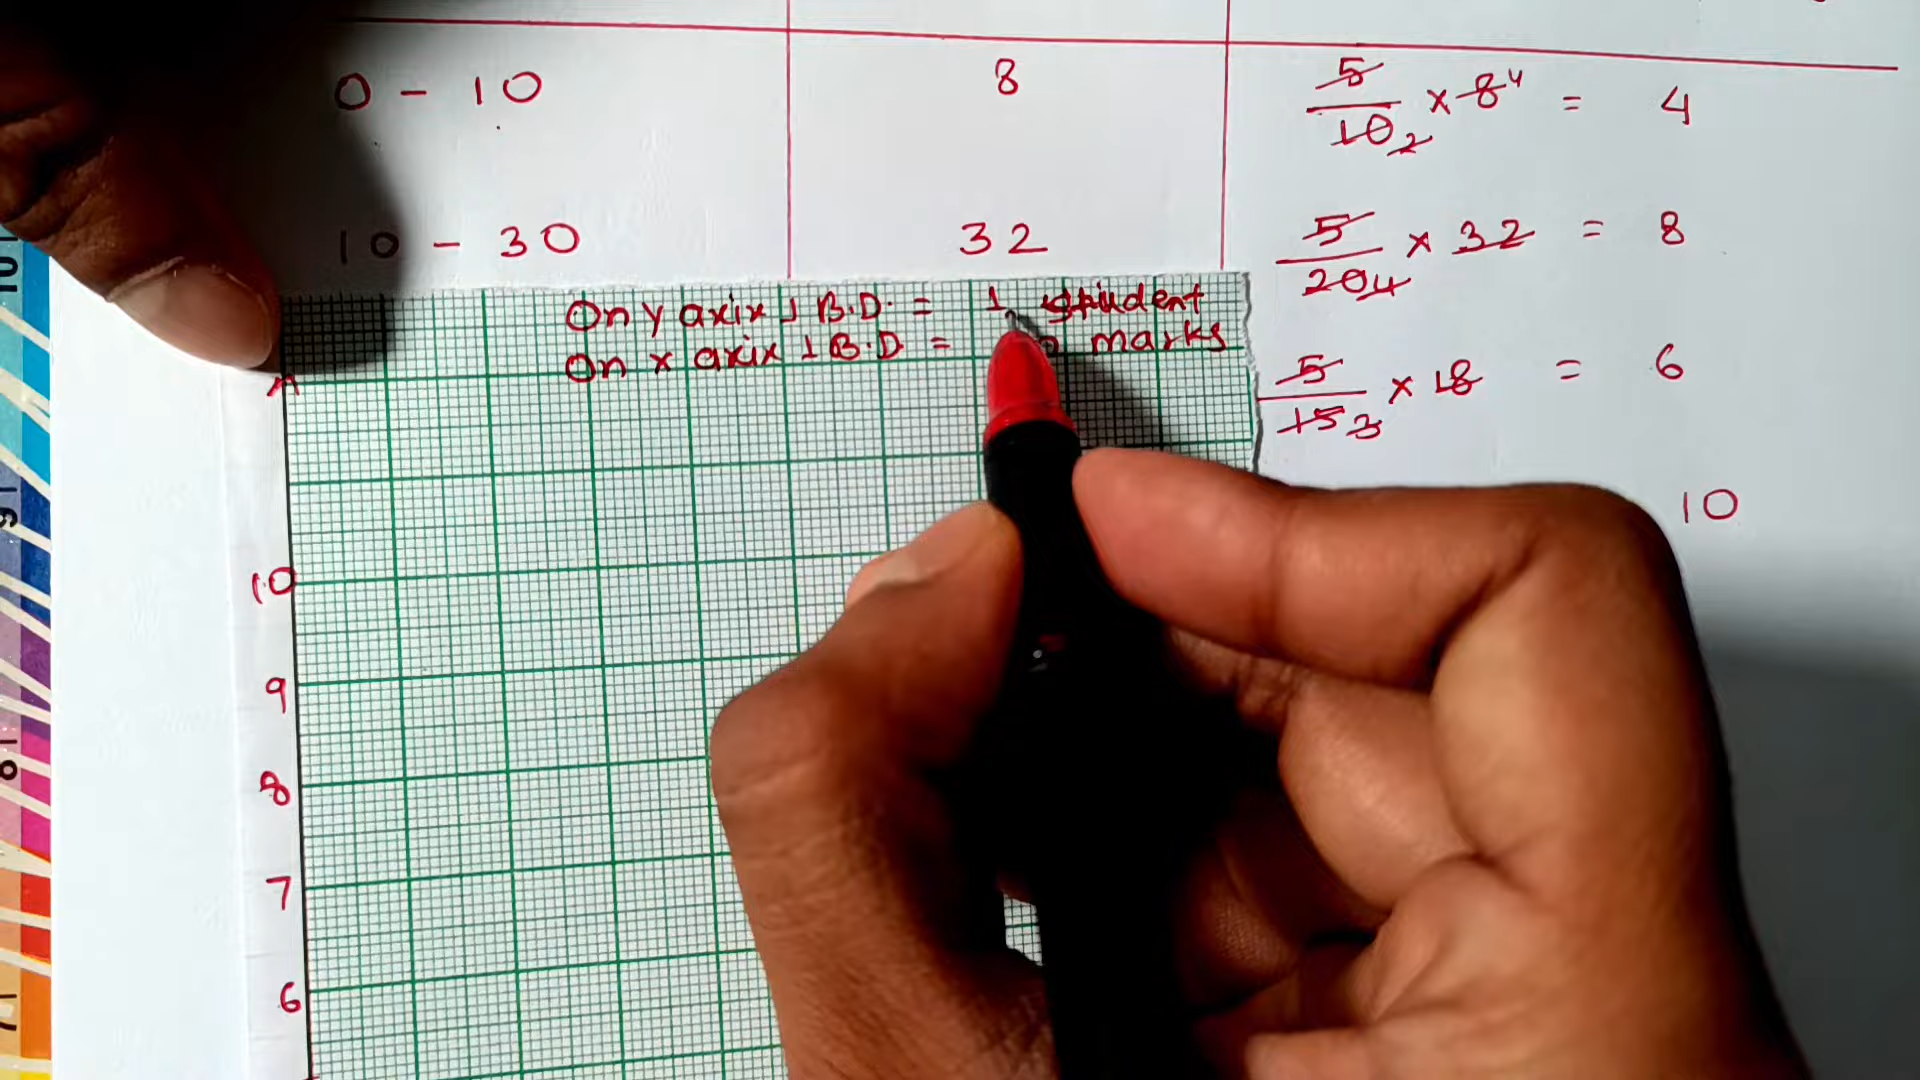 0 - 10 8 5/10 2 × 8 4 = 4
10 - 30 32 5/20 4 × 32 = 8
On y axix 1 B.D. = 1 student
On x axix 1 B.D = marks
5/15 3 × 18 = 6
10
10
9
8
7
6